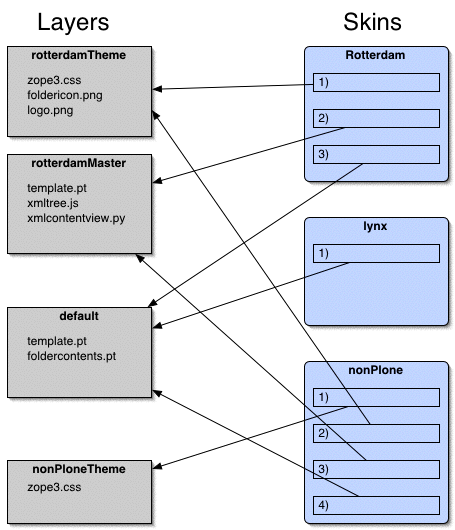 Layers
rotterdamTheme
zope3.css
foldericon.png
logo.png
rotterdamMaster
template.pt
xmltree.js
xmlcontentview.py
default
template.pt
foldercontents.pt
nonPloneTheme
zope3.css
Skins
Rotterdam
1)
2)
3)
lynx
1)
nonPlone
1)
2)
3)
4)